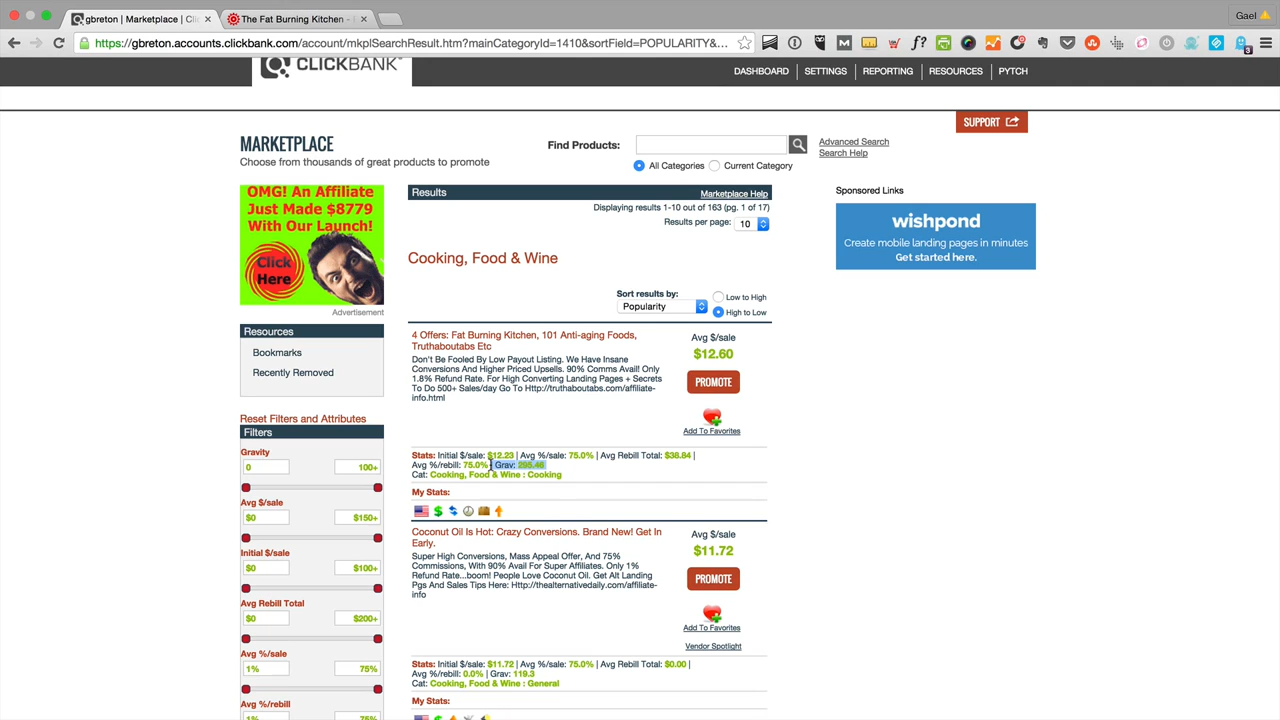 gbreton | Marketplace | Cli
The Fat Burning Kitchen -
Gael
https://gbreton.accounts.clickbank.com/account/mkplSearchResult.htm?mainCategoryId=1410&sortField=POPULARITY&...
3
CLICKBANK
DASHBOARD | SETTINGS | REPORTING | RESOURCES | PYTCH
SUPPORT
MARKETPLACE
Choose from thousands of great products to promote
Find Products:
All Categories Current Category
Advanced Search
Search Help
OMG! An Affiliate
Just Made $8779
With Our Launch!
Click
Here
Advertisement
Resources
Bookmarks
Recently Removed
Reset Filters and Attributes
Filters
Gravity
0 100+
Avg $/sale
$0 $150+
Initial $/sale
$0 $100+
Avg Rebill Total
$0 $200+
Avg %/sale
1% 75%
Avg %/rebill
1% 75%
Results Marketplace Help
Displaying results 1-10 out of 163 (pg. 1 of 17)
Results per page: 10
Cooking, Food & Wine
Sort results by:
Popularity
Low to High
High to Low
4 Offers: Fat Burning Kitchen, 101 Anti-aging Foods,
Truthaboutabs Etc
Don't Be Fooled By Low Payout Listing. We Have Insane
Conversions And Higher Priced Upsells. 90% Comms Avail! Only
1.8% Refund Rate. For High Converting Landing Pages + Secrets
To Do 500+ Sales/day Go To Http://truthaboutabs.com/affiliate-
info.html
Avg $/sale
$12.60
PROMOTE
Add To Favorites
Stats: Initial $/sale: $12.23 | Avg %/sale: 75.0% | Avg Rebill Total: $38.84 |
Avg %/rebill: 75.0% | Grav: 295.46
Cat: Cooking, Food & Wine : Cooking
My Stats:
Coconut Oil Is Hot: Crazy Conversions. Brand New! Get In
Early.
Super High Conversions, Mass Appeal Offer, And 75%
Commissions, With 90% Avail For Super Affiliates. Only 1%
Refund Rate...boom! People Love Coconut Oil. Get Alt Landing
Pgs And Sales Tips Here: Http://thealternativedaily.com/affiliate-
info
Avg $/sale
$11.72
PROMOTE
Add To Favorites
Vendor Spotlight
Stats: Initial $/sale: $11.72 | Avg %/sale: 75.0% | Avg Rebill Total: $0.00 |
Avg %/rebill: 0.0% | Grav: 119.3
Cat: Cooking, Food & Wine : General
My Stats:
Sponsored Links
wishpond
Create mobile landing pages in minutes
Get started here.